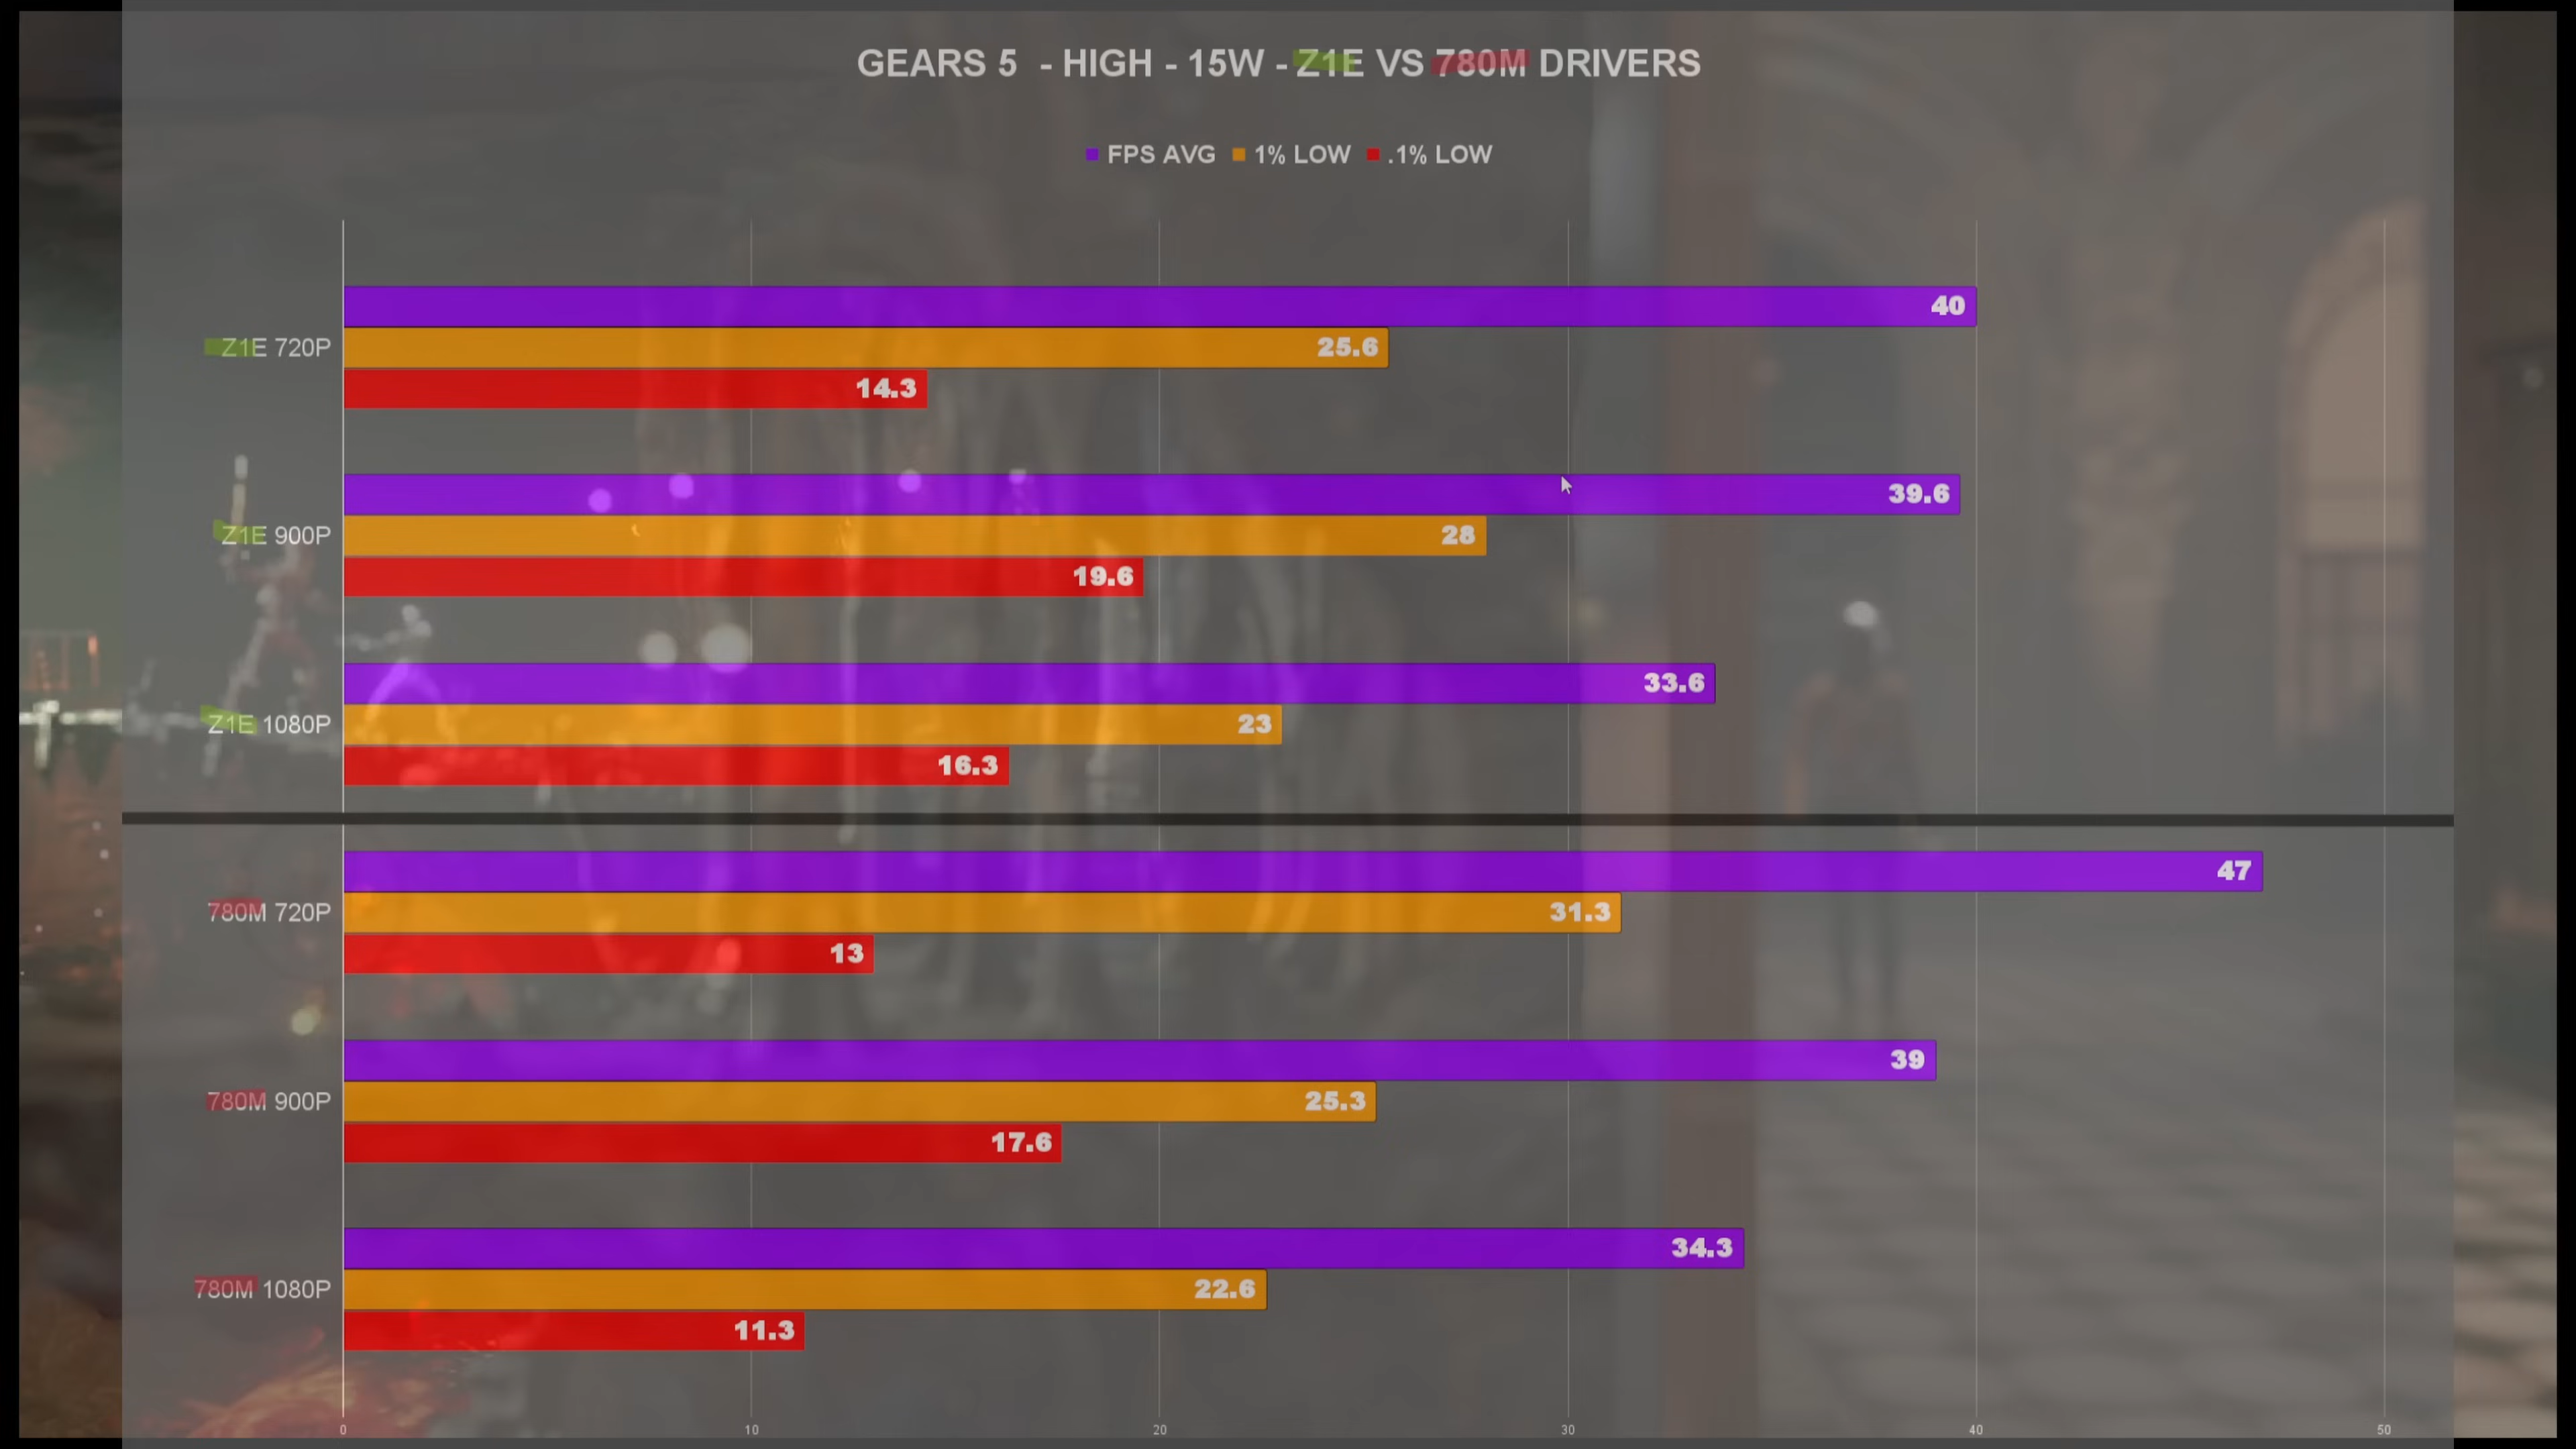 GEARS 5 - HIGH - 15W - Z1E VS 780M DRIVERS
FPS AVG 1% LOW .1% LOW
40
Z1E 720P 25.6
14.3
39.6
Z1E 900P 28
19.6
33.6
Z1E 1080P 23
16.3
47
780M 720P 31.3
13
39
780M 900P 25.3
17.6
34.3
780M 1080P 22.6
11.3
0 10 20 30 40 50